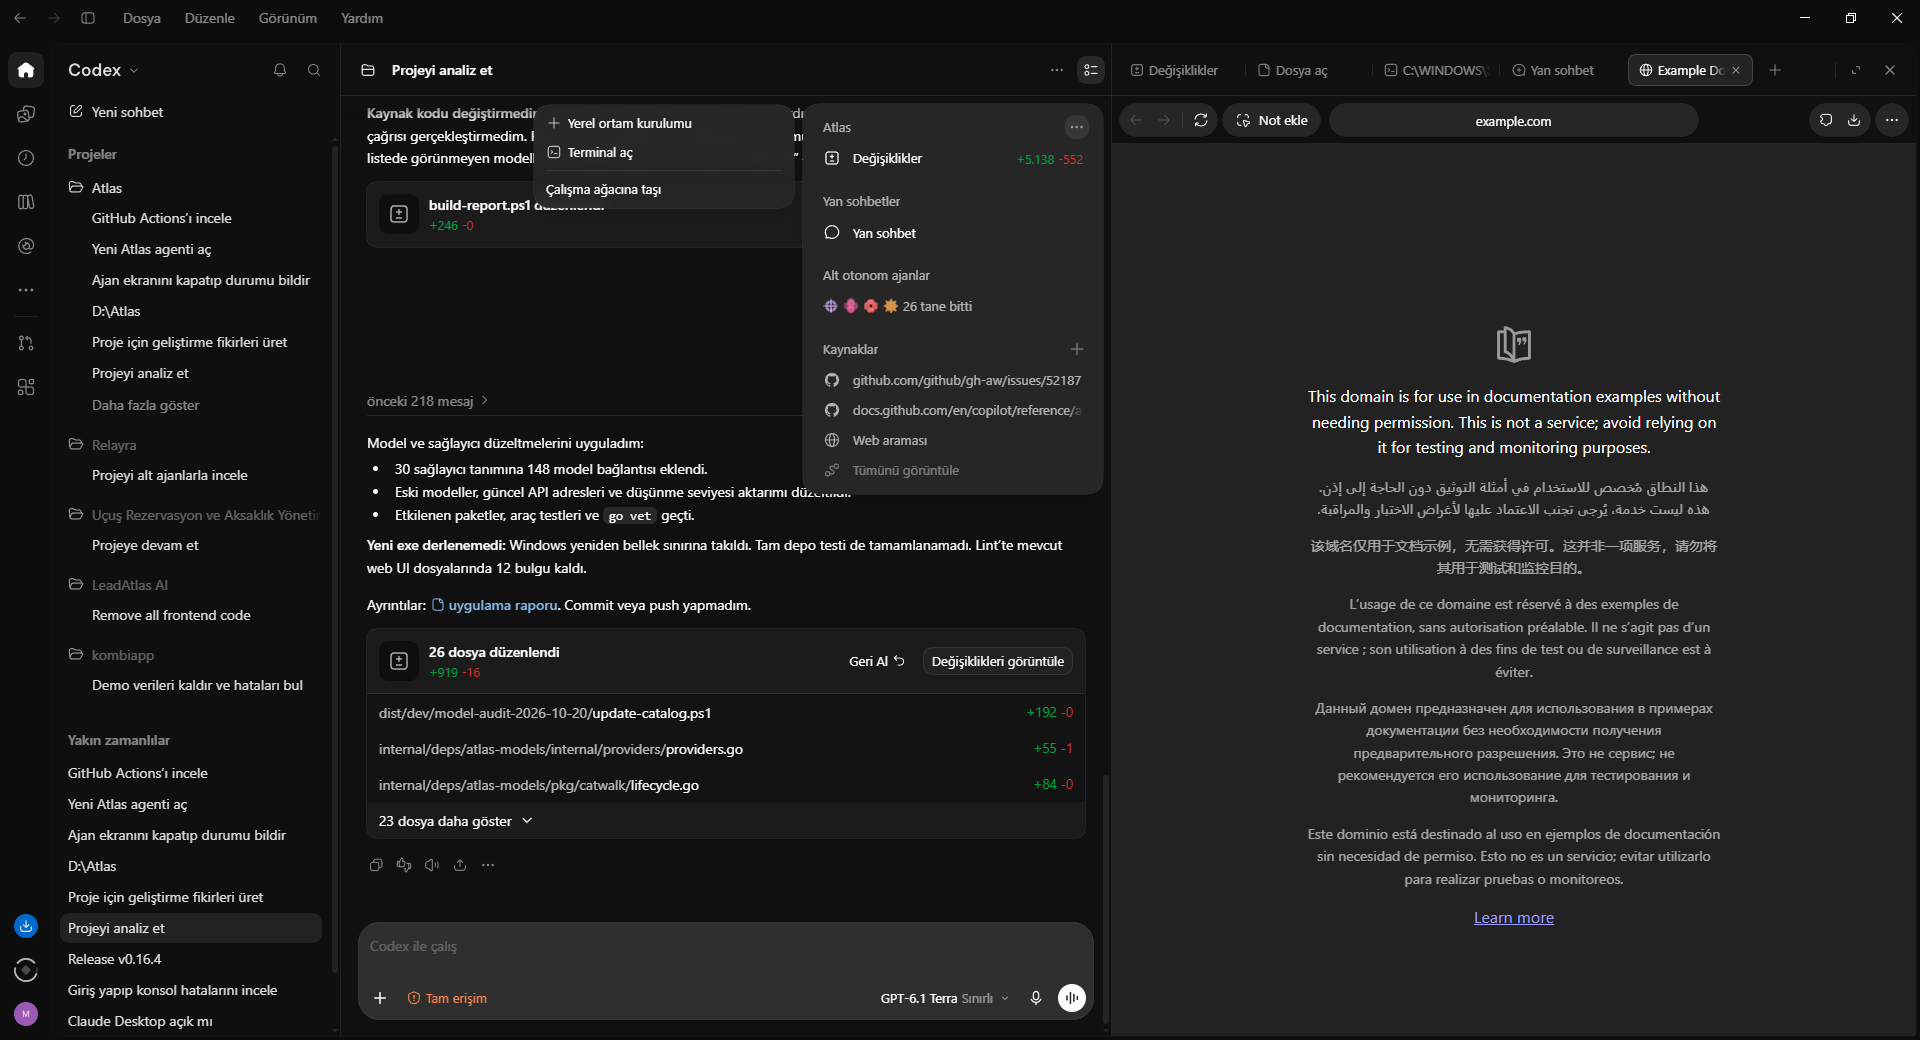 Dosya
Düzenle
Görünüm
Yardım
Codex
Yeni sohbet
Projeler
Atlas
GitHub Actions'ı incele
Yeni Atlas agenti aç
Ajan ekranını kapatıp durumu bildir
D:\Atlas
Proje için geliştirme fikirleri üret
Projeyi analiz et
Daha fazla göster
Relayra
Projeyi alt ajanlarla incele
Uçuş Rezervasyon ve Aksaklık Yöneti
Projeye devam et
LeadAtlas AI
Remove all frontend code
kombiapp
Demo verileri kaldır ve hataları bul
Yakın zamanlılar
GitHub Actions'ı incele
Yeni Atlas agenti aç
Ajan ekranını kapatıp durumu bildir
D:\Atlas
Proje için geliştirme fikirleri üret
Projeyi analiz et
Release v0.16.4
Giriş yapıp konsol hatalarını incele
Claude Desktop açık mı
M
Projeyi analiz et
Kaynak kodu değiştirmedi
çağrısı gerçekleştirmedim.
listede görünmeyen model
Yerel ortam kurulumu
Terminal aç
Çalışma ağacına taşı
build-report.ps1 düzenlendi
+246 -0
önceki 218 mesaj
Model ve sağlayıcı düzeltmelerini uyguladım:
• 30 sağlayıcı tanımına 148 model bağlantısı eklendi.
• Eski modeller, güncel API adresleri ve düşünme seviyesi aktarımı düzeltildi.
• Etkilenen paketler, araç testleri ve go vet geçti.
Yeni exe derlenemedi: Windows yeniden bellek sınırına takıldı. Tam depo testi de tamamlanamadı. Lint'te mevcut
web UI dosyalarında 12 bulgu kaldı.
Ayrıntılar: uygulama raporu. Commit veya push yapmadım.
26 dosya düzenlendi
+919 -16
Geri Al
Değişiklikleri görüntüle
dist/dev/model-audit-2026-10-20/update-catalog.ps1 +192 -0
internal/deps/atlas-models/internal/providers/providers.go +55 -1
internal/deps/atlas-models/pkg/catwalk/lifecycle.go +84 -0
23 dosya daha göster
Codex ile çalış
Tam erişim
GPT-6.1 Terra Sınırlı
Atlas
Değişiklikler +5.138 -552
Yan sohbetler
Yan sohbet
Alt otonom ajanlar
26 tane bitti
Kaynaklar
github.com/github/gh-aw/issues/52187
docs.github.com/en/copilot/reference/a
Web araması
Tümünü görüntüle
Değişiklikler
Dosya aç
C:\WINDOWS\
Yan sohbet
Example Do
Not ekle
example.com
This domain is for use in documentation examples without
needing permission. This is not a service; avoid relying on
it for testing and monitoring purposes.
هذا النطاق مُخصص للاستخدام في أمثلة التوثيق دون الحاجة إلى إذن.
هذه ليست خدمة، يُرجى تجنب الاعتماد عليها لأغراض الاختبار والمراقبة.
该域名仅用于文档示例，无需获得许可。这并非一项服务，请勿将
其用于测试和监控目的。
L'usage de ce domaine est réservé à des exemples de
documentation, sans autorisation préalable. Il ne s'agit pas d'un
service ; son utilisation à des fins de test ou de surveillance est à
éviter.
Данный домен предназначен для использования в примерах
документации без необходимости получения
предварительного разрешения. Это не сервис; не
рекомендуется его использование для тестирования и
мониторинга.
Este dominio está destinado al uso en ejemplos de documentación
sin necesidad de permiso. Esto no es un servicio; evitar utilizarlo
para realizar pruebas o monitoreos.
Learn more